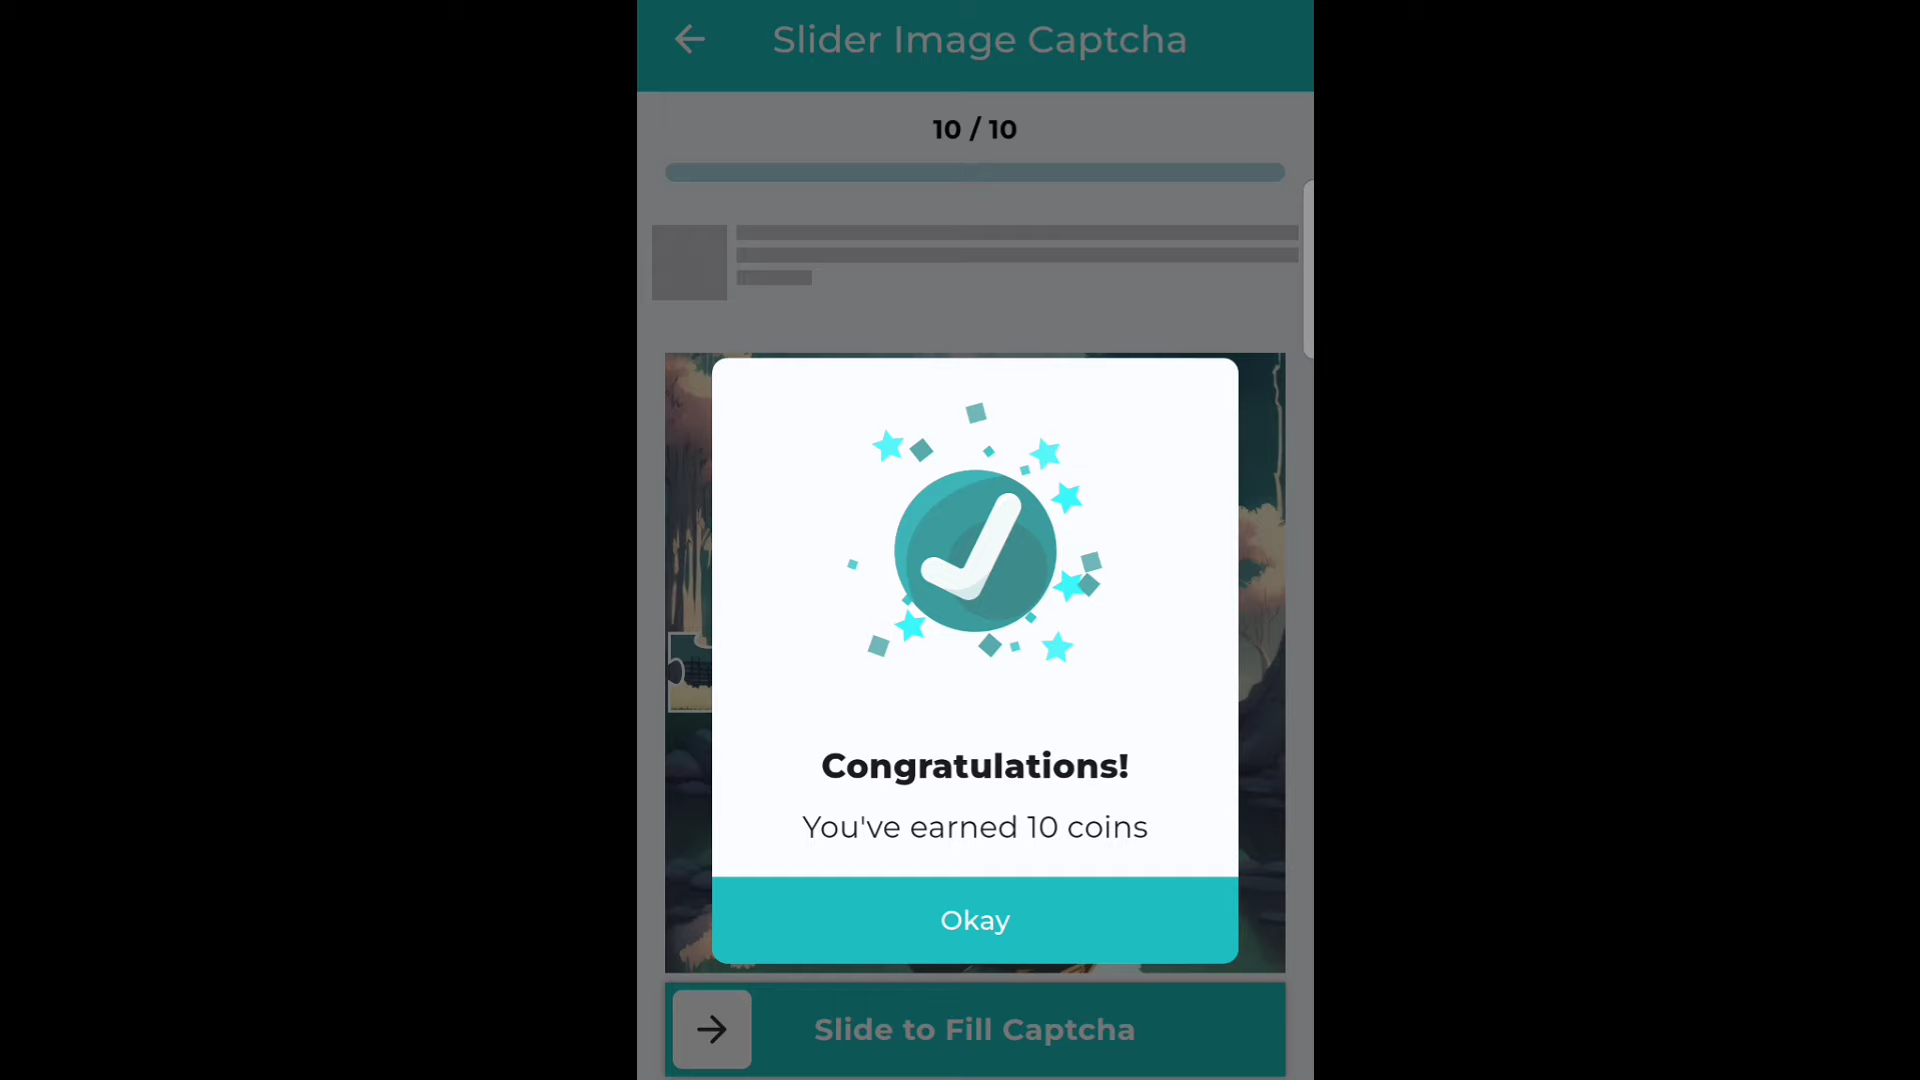 Slider Image Captcha
10 / 10
Congratulations!
You've earned 10 coins
Okay
Slide to Fill Captcha